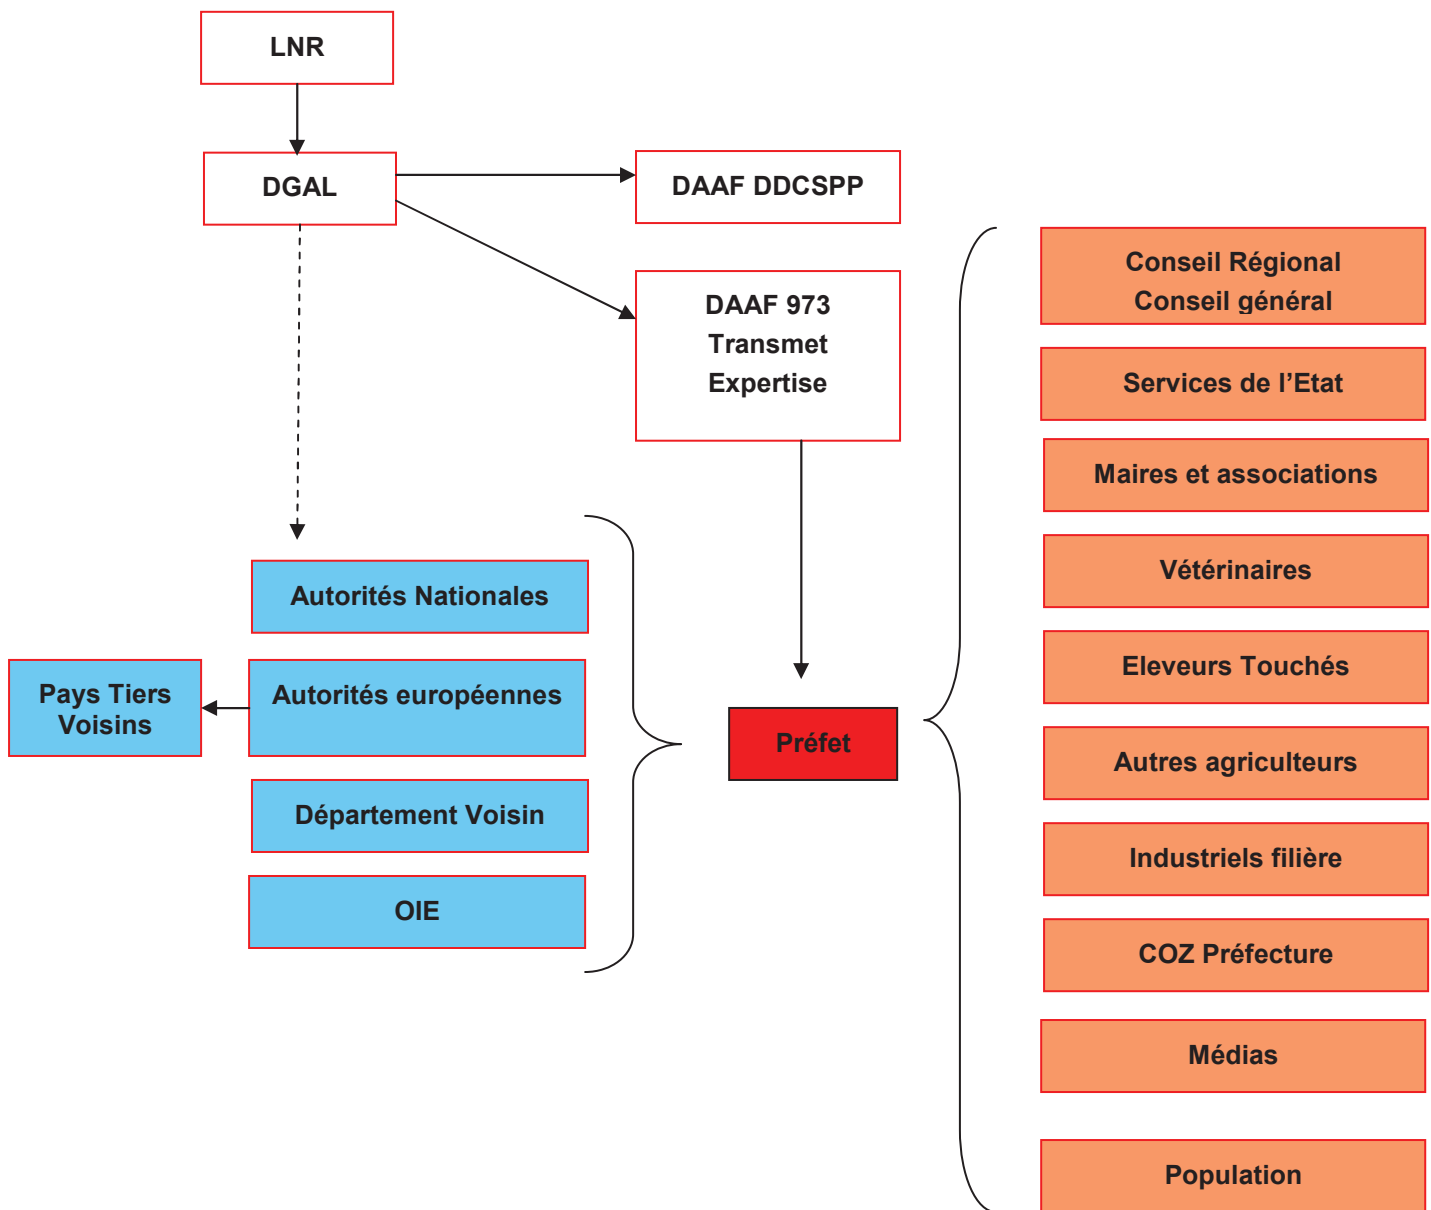 LNR
DGAL
DAAF DDCSPP
DAAF 973
Transmet
Expertise
Autorités Nationales
Pays Tiers
Voisins
Autorités européennes
Département Voisin
OIE
Préfet
Conseil Régional
Conseil général
Services de l’Etat
Maires et associations
Vétérinaires
Eleveurs Touchés
Autres agriculteurs
Industriels filière
COZ Préfecture
Médias
Population